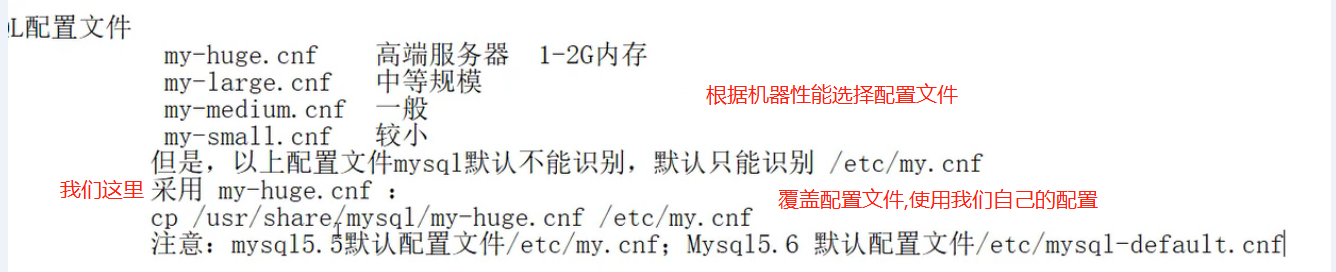 QL配置文件
my-huge.cnf 高端服务器 1-2G内存
my-large.cnf 中等规模
根据机器性能选择配置文件
my-medium.cnf 一般
my-small.cnf 较小
但是，以上配置文件mysql默认不能识别，默认只能识别 /etc/my.cnf
我们这里 采用 my-huge.cnf ：
覆盖配置文件,使用我们自己的配置
cp /usr/share/mysql/my-huge.cnf /etc/my.cnf
注意：mysql5.5默认配置文件/etc/my.cnf；Mysql5.6 默认配置文件/etc/mysql-default.cnf